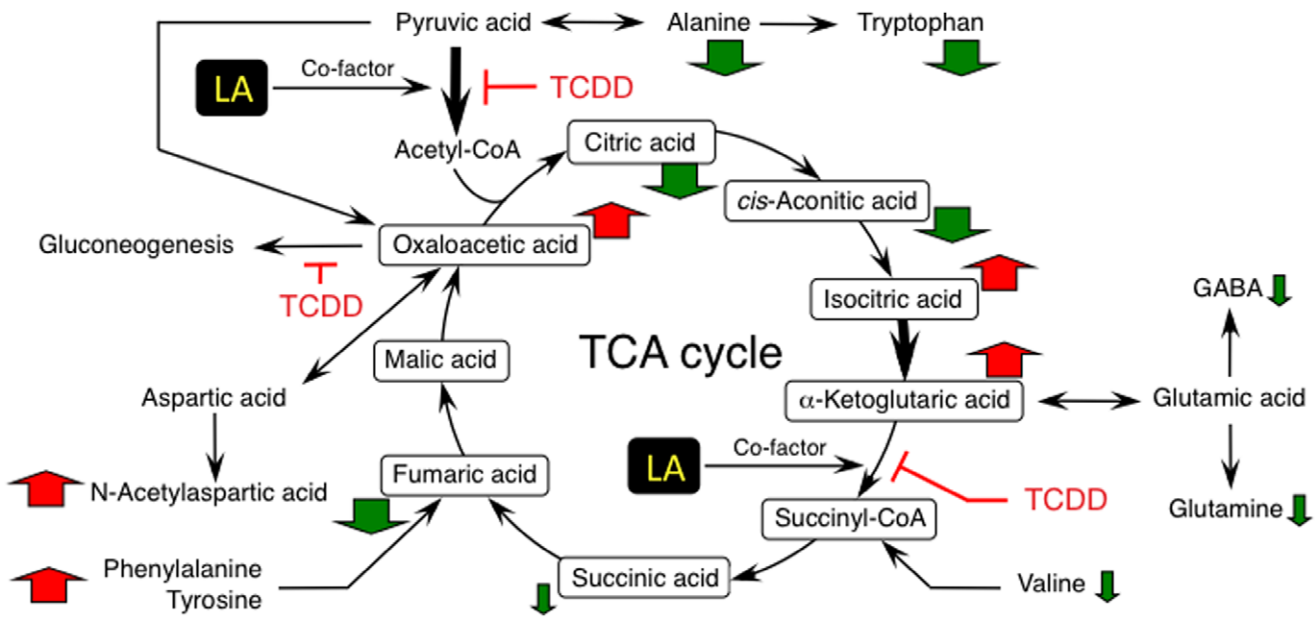 Pyruvic acid
Alanine
Tryptophan
LA
Co-factor
TCDD
Acetyl-CoA
Citric acid
cis-Aconitic acid
Gluconeogenesis
Oxaloacetic acid
TCDD
Isocitric acid
GABA
TCA cycle
Malic acid
Aspartic acid
α-Ketoglutaric acid
Glutamic acid
LA
Co-factor
Fumaric acid
N-Acetylaspartic acid
TCDD
Succinyl-CoA
Glutamine
Phenylalanine
Tyrosine
Succinic acid
Valine